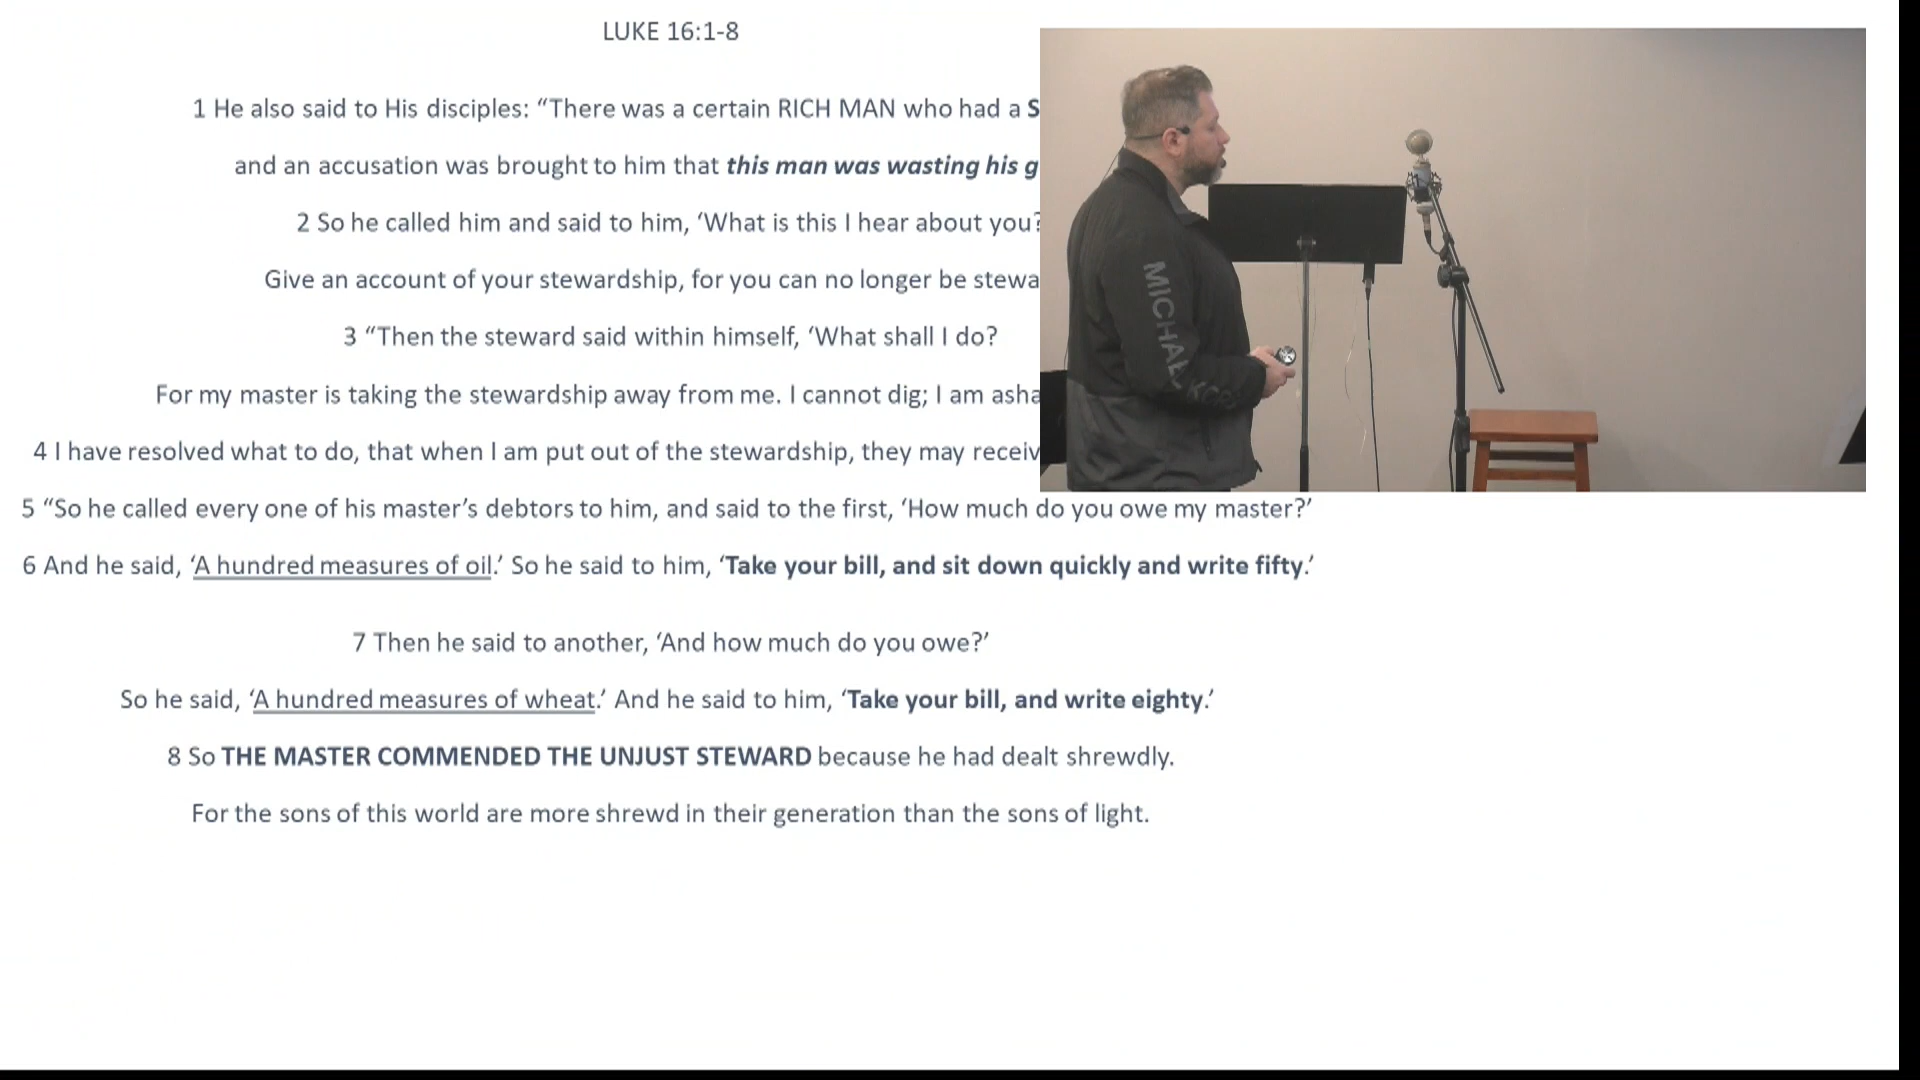 LUKE 16:1-8
1 He also said to His disciples: “There was a certain RICH MAN who had a
and an accusation was brought to him that this man was wasting his
2 So he called him and said to him, ‘What is this I hear about you?
Give an account of your stewardship, for you can no longer be
3 “Then the steward said within himself, ‘What shall I do?
For my master is taking the stewardship away from me. I cannot dig; I am
4 I have resolved what to do, that when I am put out of the stewardship, they may
5 “So he called every one of his master’s debtors to him, and said to the first, ‘How much do you owe my master?’
6 And he said, ‘A hundred measures of oil.’ So he said to him, ‘Take your bill, and sit down quickly and write fifty.’
7 Then he said to another, ‘And how much do you owe?’
So he said, ‘A hundred measures of wheat.’ And he said to him, ‘Take your bill, and write eighty.’
8 So THE MASTER COMMENDED THE UNJUST STEWARD because he had dealt shrewdly.
For the sons of this world are more shrewd in their generation than the sons of light.
MICHAEL KORS